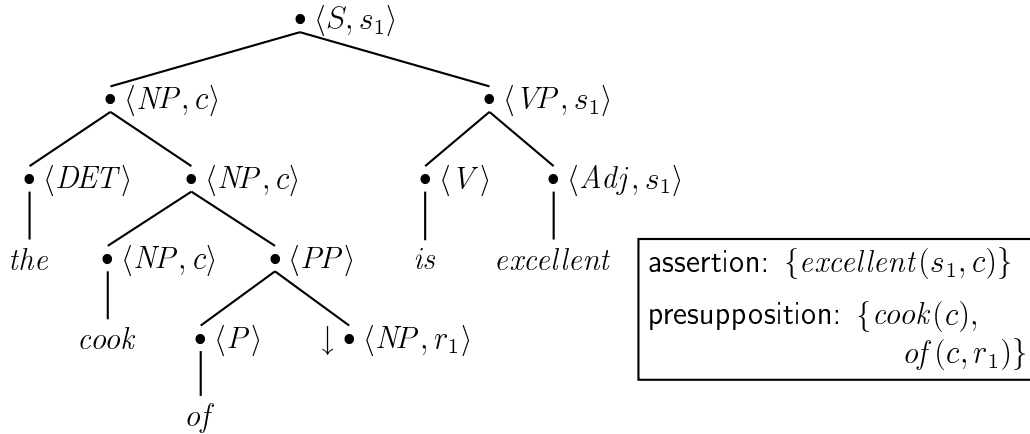 • ⟨S, s₁⟩
• ⟨NP, c⟩ • ⟨VP, s₁⟩
• ⟨DET⟩ • ⟨NP, c⟩ • ⟨V⟩ • ⟨Adj, s₁⟩
the • ⟨NP, c⟩ • ⟨PP⟩ is excellent
assertion: {excellent(s₁, c)}
presupposition: {cook(c),
cook • ⟨P⟩ ↓ • ⟨NP, r₁⟩
of(c, r₁)}
of